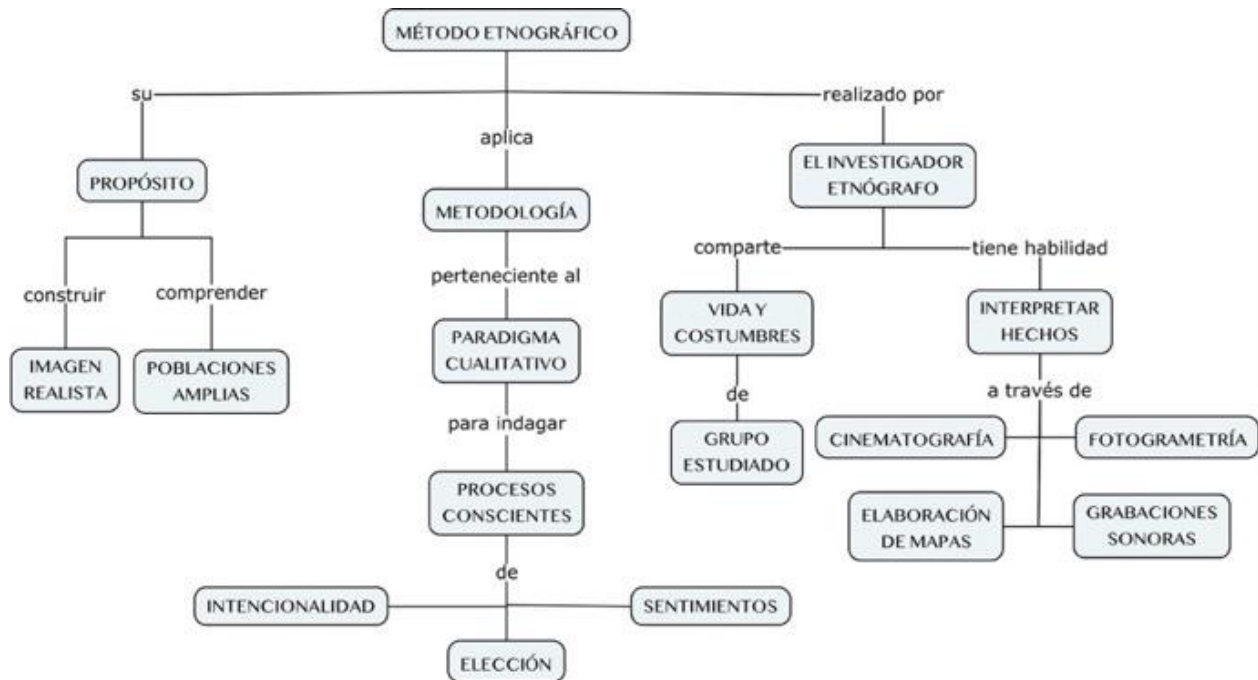 MÉTODO ETNOGRÁFICO
su
aplica
realizado por
PROPÓSITO
METODOLOGÍA
EL INVESTIGADOR
ETNÓGRAFO
construir
comprender
perteneciente al
comparte
tiene habilidad
IMAGEN
REALISTA
POBLACIONES
AMPLIAS
PARADIGMA
CUALITATIVO
VIDA Y
COSTUMBRES
INTERPRETAR
HECHOS
para indagar
de
a través de
PROCESOS
CONSCIENTES
GRUPO
ESTUDIADO
CINEMATOGRAFÍA
FOTOGRAMETRÍA
ELABORACIÓN
DE MAPAS
GRABACIONES
SONORAS
de
INTENCIONALIDAD
SENTIMIENTOS
ELECCIÓN